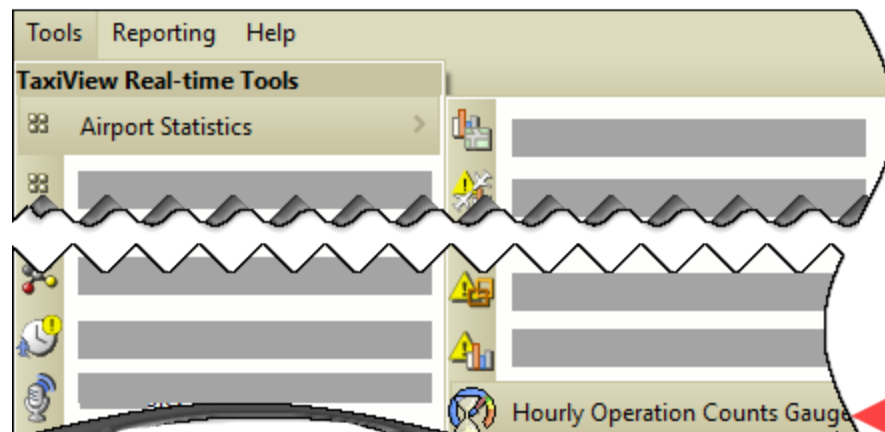 Tools Reporting Help
TaxiView Real-time Tools
Airport Statistics
Hourly Operation Counts Gauge